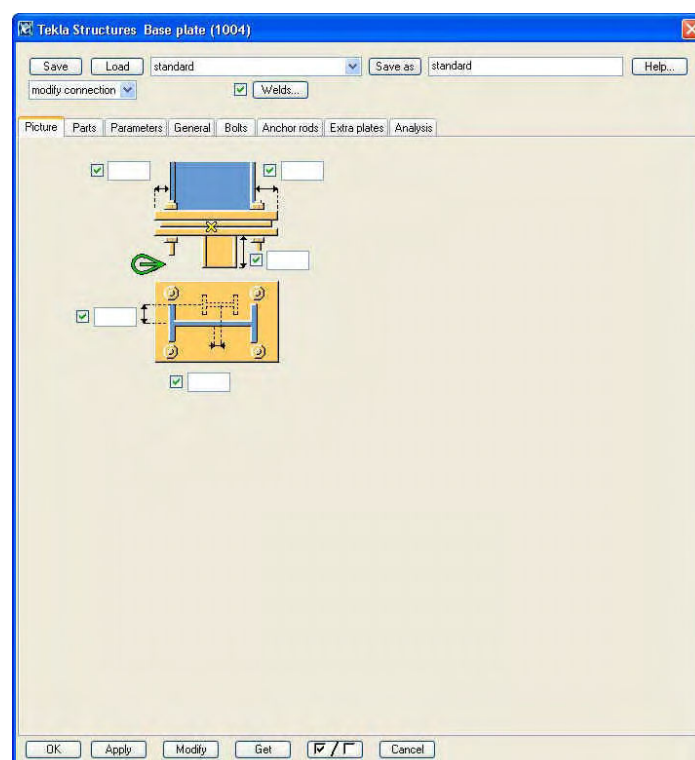 Tekla Structures Base plate (1004)
Save Load standard Save as standard Help...
modify connection Welds...
Picture Parts Parameters General Bolts Anchor rods Extra plates Analysis
OK Apply Modify Get Cancel